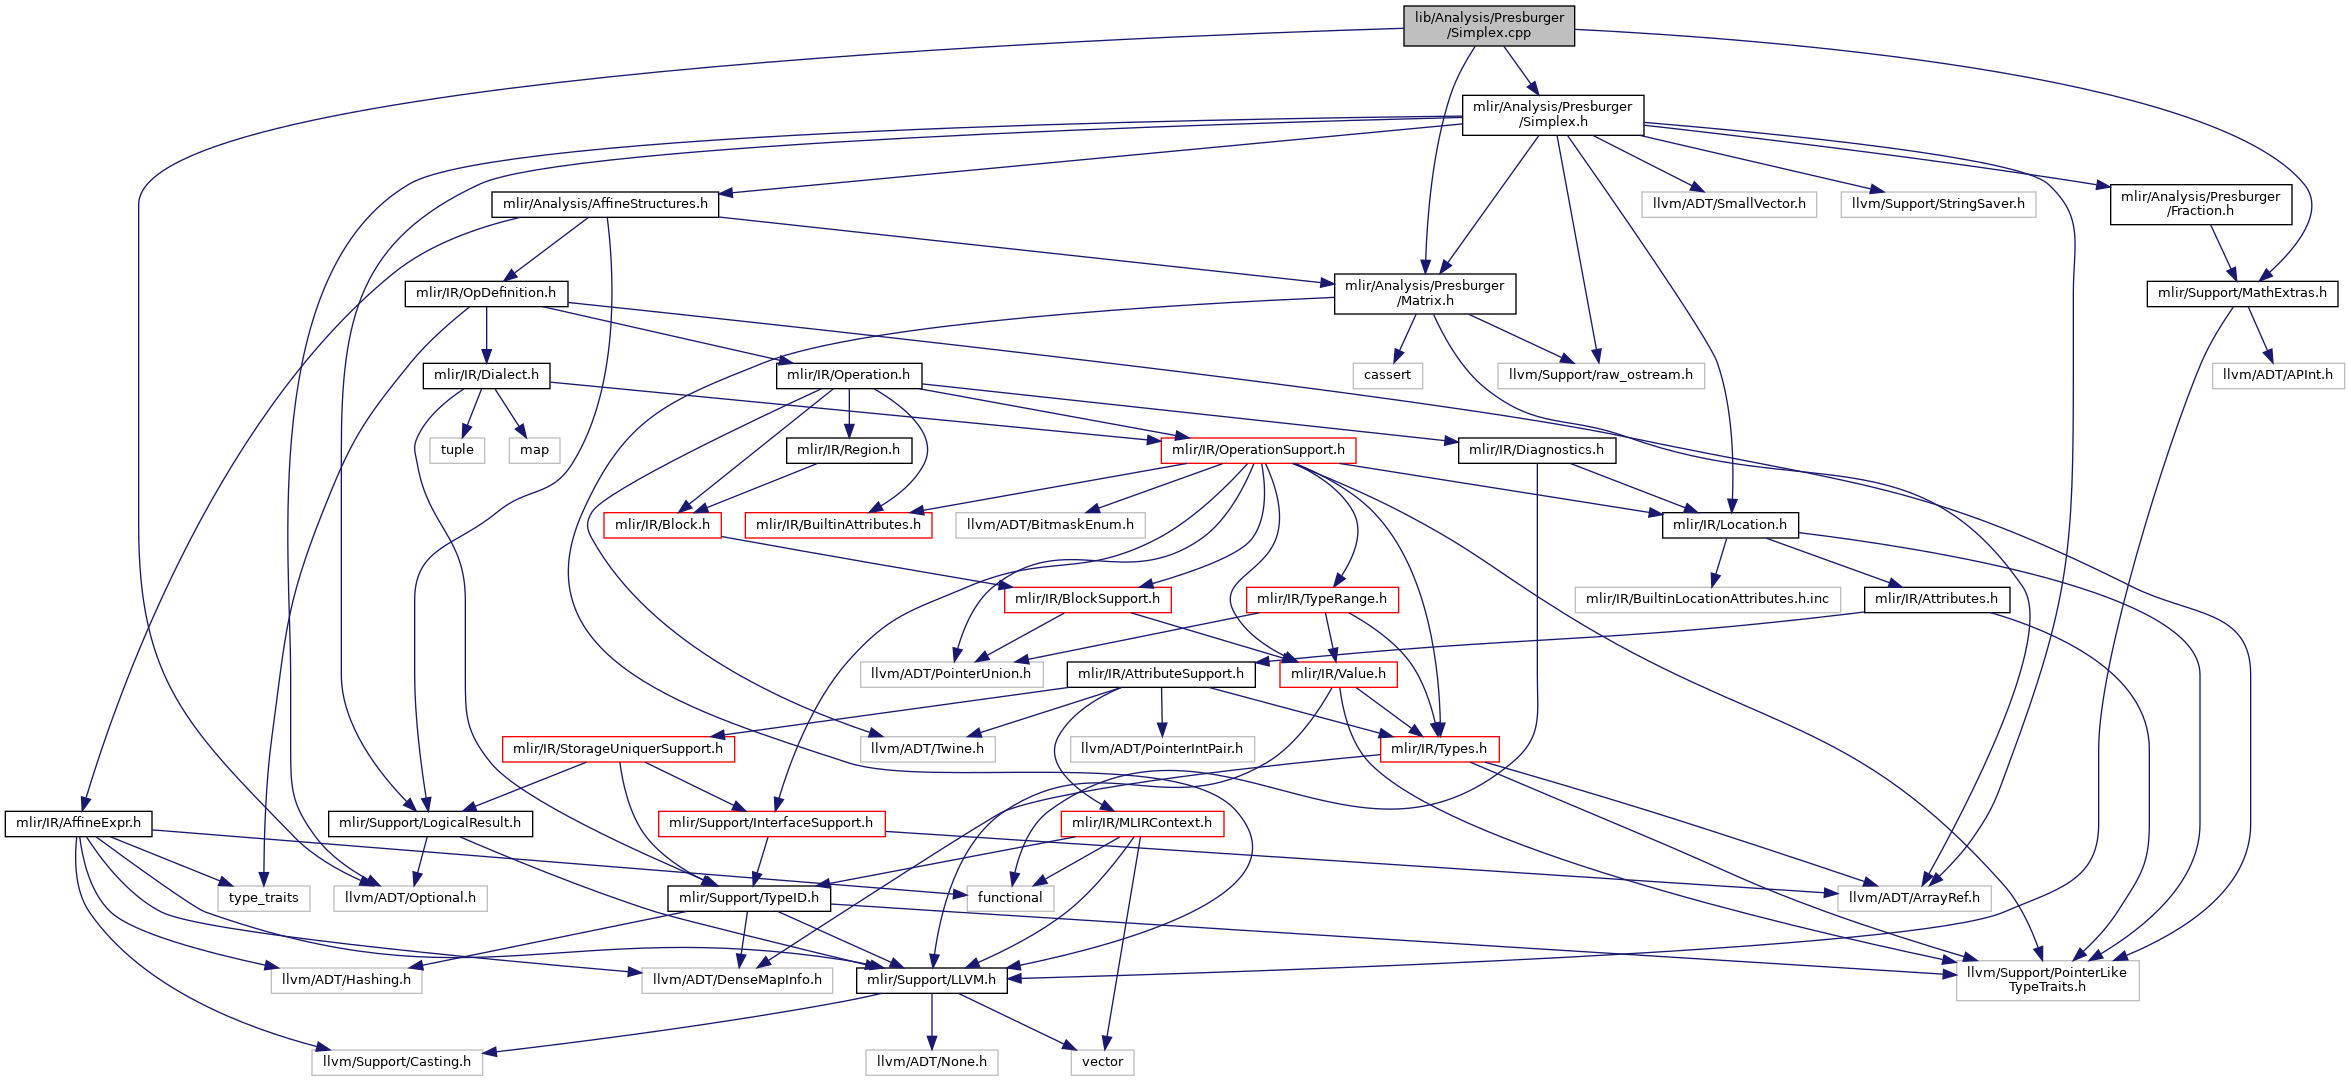 lib/Analysis/Presburger
/Simplex.cpp
mlir/Analysis/Presburger
/Simplex.h
mlir/Analysis/AffineStructures.h
llvm/ADT/SmallVector.h
llvm/Support/StringSaver.h
mlir/Analysis/Presburger
/Fraction.h
mlir/IR/OpDefinition.h
mlir/Analysis/Presburger
/Matrix.h
mlir/Support/MathExtras.h
mlir/IR/Dialect.h
mlir/IR/Operation.h
cassert
llvm/Support/raw_ostream.h
llvm/ADT/APInt.h
tuple
map
mlir/IR/Region.h
mlir/IR/OperationSupport.h
mlir/IR/Diagnostics.h
mlir/IR/Block.h
mlir/IR/BuiltinAttributes.h
llvm/ADT/BitmaskEnum.h
mlir/IR/Location.h
mlir/IR/BlockSupport.h
mlir/IR/TypeRange.h
mlir/IR/BuiltinLocationAttributes.h.inc
mlir/IR/Attributes.h
llvm/ADT/PointerUnion.h
mlir/IR/AttributeSupport.h
mlir/IR/Value.h
mlir/IR/StorageUniquerSupport.h
llvm/ADT/Twine.h
llvm/ADT/PointerIntPair.h
mlir/IR/Types.h
mlir/IR/AffineExpr.h
mlir/Support/LogicalResult.h
mlir/Support/InterfaceSupport.h
mlir/IR/MLIRContext.h
type_traits
llvm/ADT/Optional.h
mlir/Support/TypeID.h
functional
llvm/ADT/ArrayRef.h
llvm/ADT/Hashing.h
llvm/ADT/DenseMapInfo.h
mlir/Support/LLVM.h
llvm/Support/PointerLike
TypeTraits.h
llvm/Support/Casting.h
llvm/ADT/None.h
vector